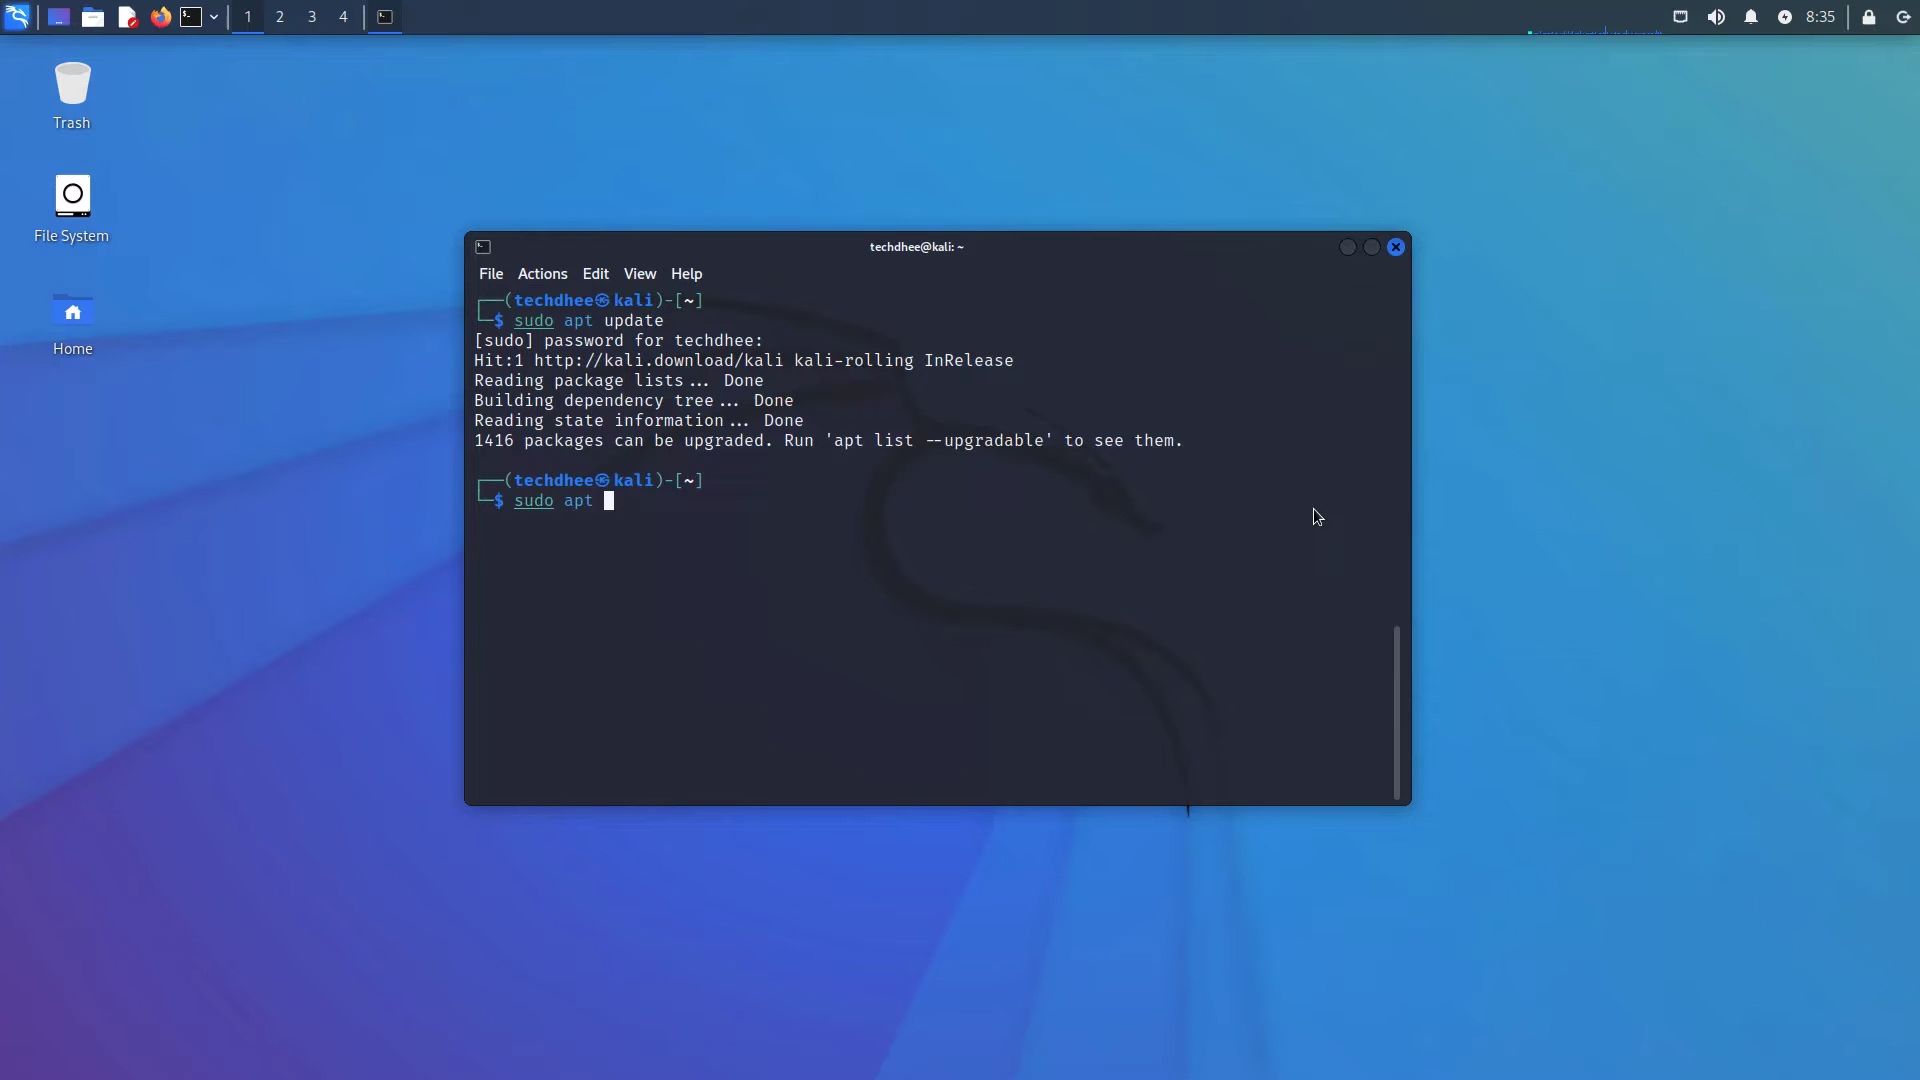 1 2 3 4
8:35
Trash
File System
Home
techdhee@kali: ~
File Actions Edit View Help
┌──(techdhee㉿kali)-[~]
└─$ sudo apt update
[sudo] password for techdhee:
Hit:1 http://kali.download/kali kali-rolling InRelease
Reading package lists... Done
Building dependency tree... Done
Reading state information... Done
1416 packages can be upgraded. Run 'apt list --upgradable' to see them.
┌──(techdhee㉿kali)-[~]
└─$ sudo apt